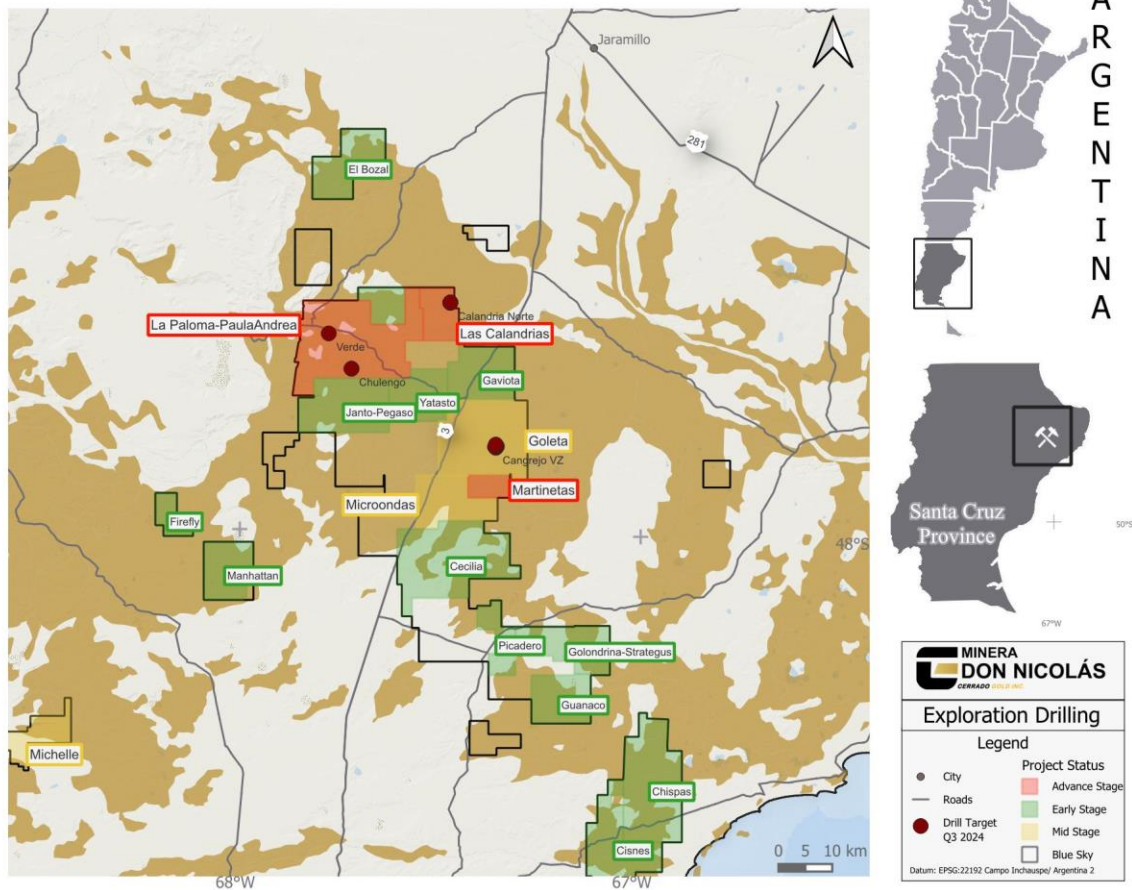 Jaramillo
281
El Bozal
Calandria Norte
La Paloma-PaulaAndrea
Las Calandrias
Verde
Chulengo
Gaviota
Yatasto
Janto-Pegaso
3
Goleta
Cangrejo VZ
Martinetas
Microondas
Firefly
48°S
Cecilia
Manhattan
Picadero
Golondrina-Strategus
Guanaco
Michelle
Chispas
Cisnes
0 5 10 km
68°W
67°W
ARGENTINA
Santa Cruz
Province
50°S
67°W
MINERA
DON NICOLÁS
CERRADO GOLD INC
Exploration Drilling
Legend
City
Roads
Drill Target
Q3 2024
Project Status
Advance Stage
Early Stage
Mid Stage
Blue Sky
Datum: EPSG:22192 Campo Inchauspe/ Argentina 2